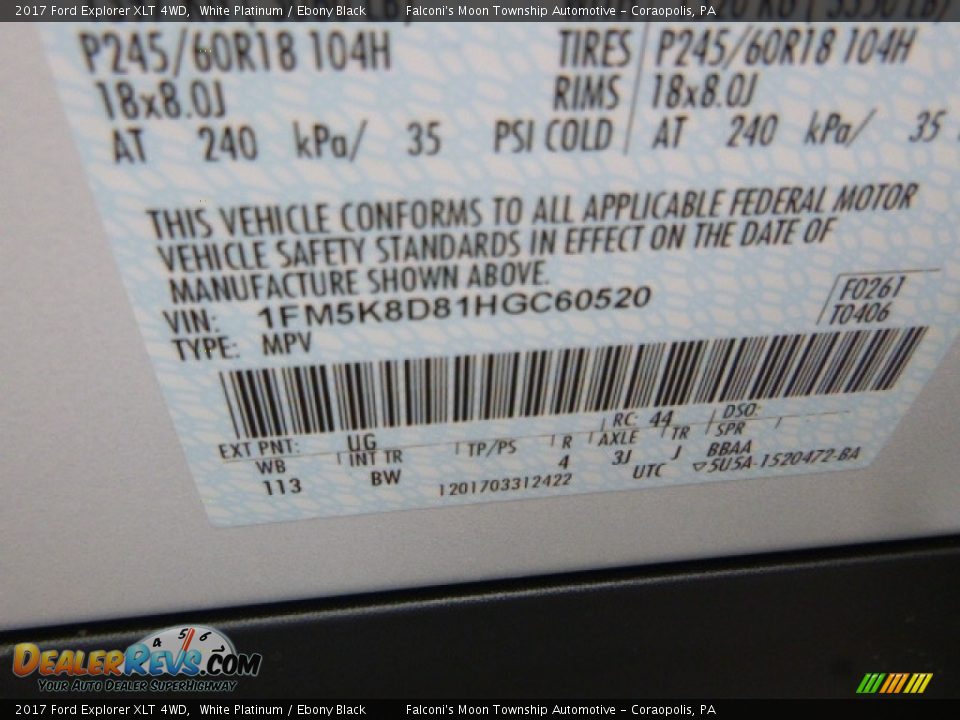 2017 Ford Explorer XLT 4WD, White Platinum / Ebony Black Falconi's Moon Township Automotive - Coraopolis, PA
P245/60R18 104H TIRES P245/60R18 104H
18x8.0J RIMS 18x8.0J
AT 240 kPa/ 35 PSI COLD AT 240 kPa/ 35
THIS VEHICLE CONFORMS TO ALL APPLICABLE FEDERAL MOTOR
VEHICLE SAFETY STANDARDS IN EFFECT ON THE DATE OF
MANUFACTURE SHOWN ABOVE.
VIN: 1FM5K8D81HGC60520 F0261
TYPE: MPV T0406
RC: 44 DSO:
EXT PNT: UG
WB INT TR TP/PS R AXLE TR SPR
113 BW 4 3J J BBAA
1201703312422 UTC ▽5U5A-1520472-BA
4 5 6
DEALERREVS.COM
YOUR AUTO DEALER SUPERHIGHWAY
2017 Ford Explorer XLT 4WD, White Platinum / Ebony Black Falconi's Moon Township Automotive - Coraopolis, PA